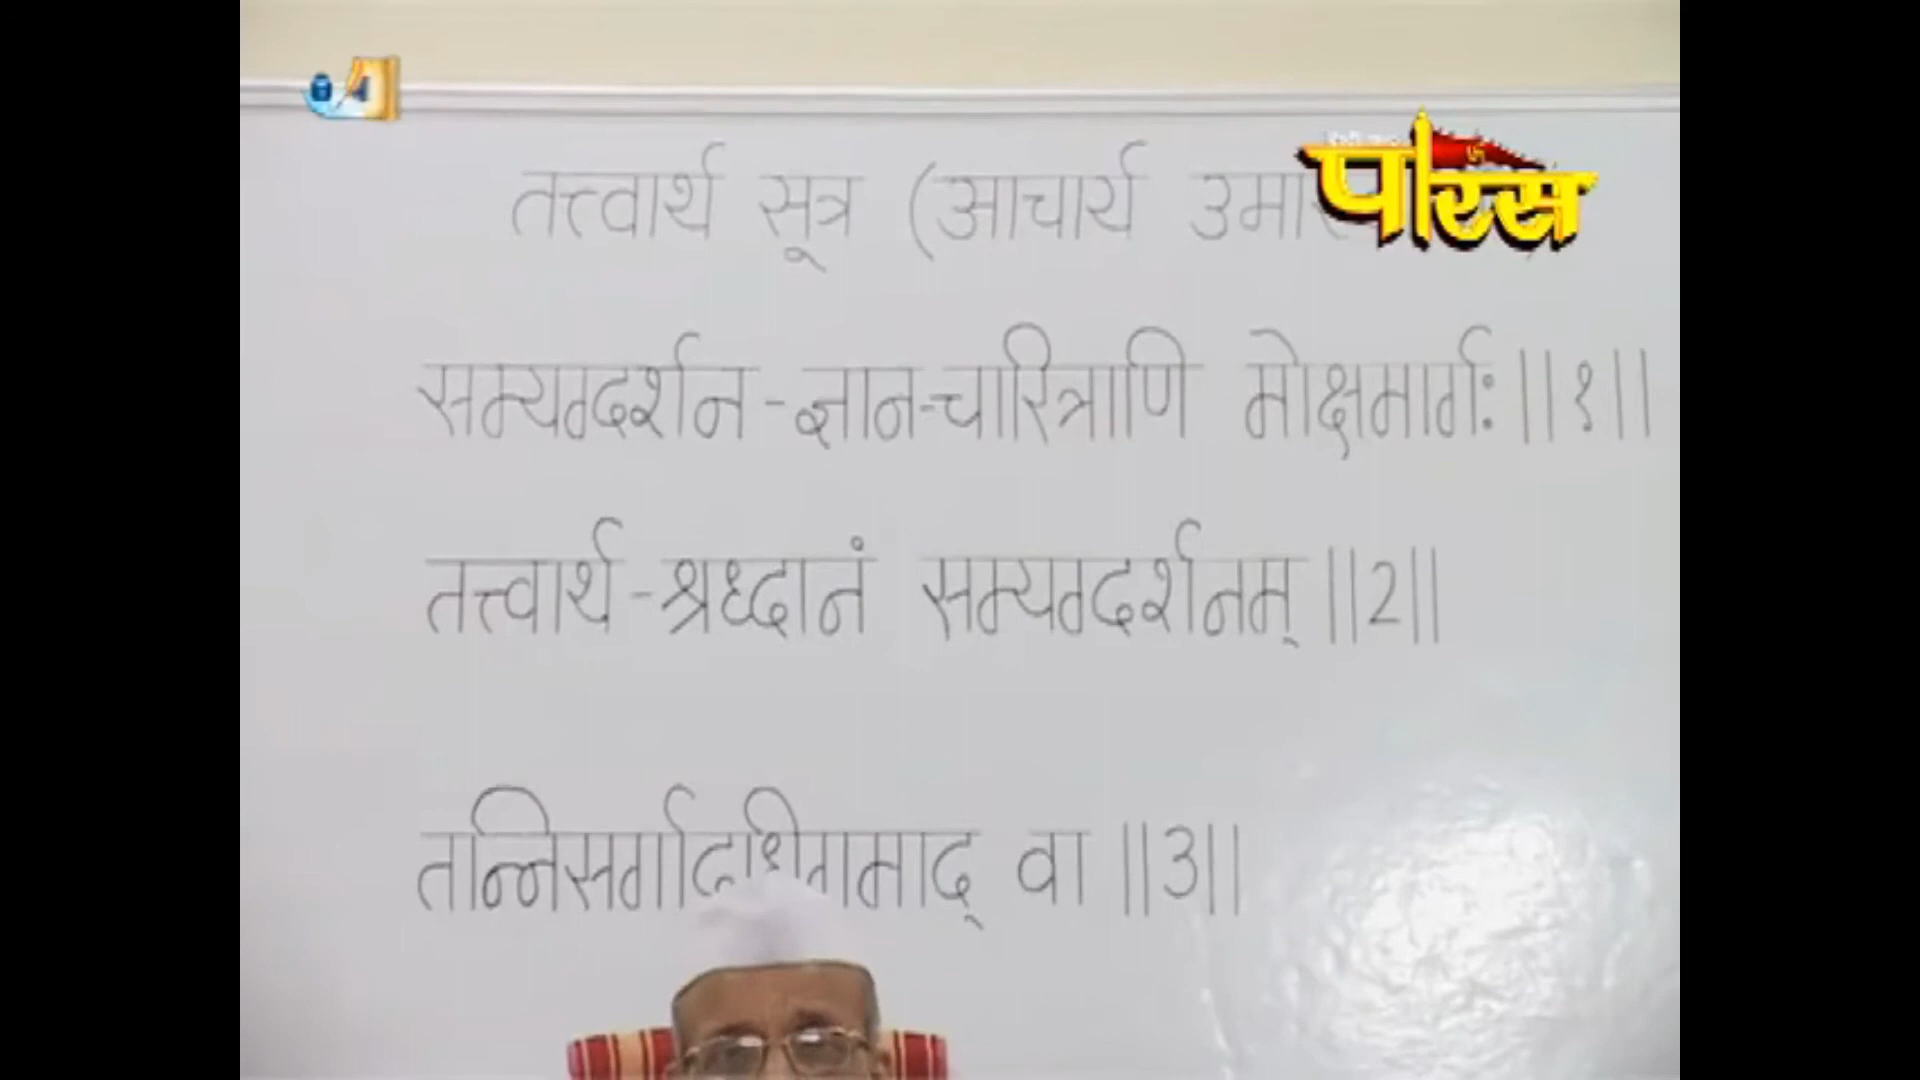 पारस
तत्त्वार्थ सूत्र (आचार्य
सम्यग्दर्शन-ज्ञान-चारित्राणि मोक्षमार्गः||१||
तत्त्वार्थ-श्रध्दानं सम्यग्दर्शनम्||2||
तन्निसर्गादधिगमाद् वा ||3||